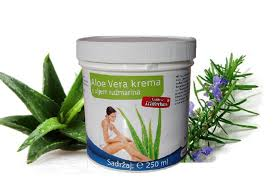 Aloe Vera krema
s uljem ružmarina
Sadržaj: ℮ 250 ml